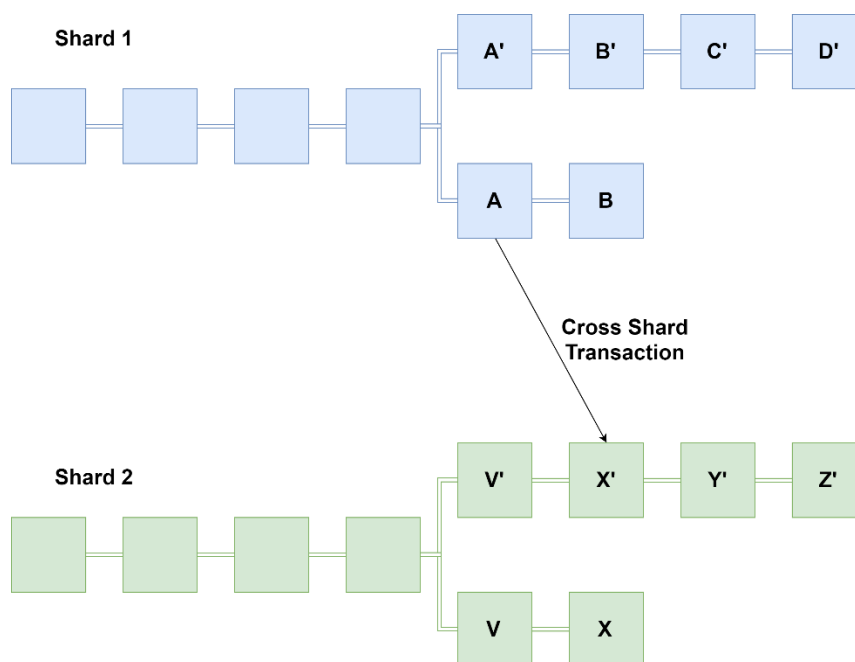 Shard 1
A'
B'
C'
D'
A
B
Cross Shard
Transaction
Shard 2
V'
X'
Y'
Z'
V
X